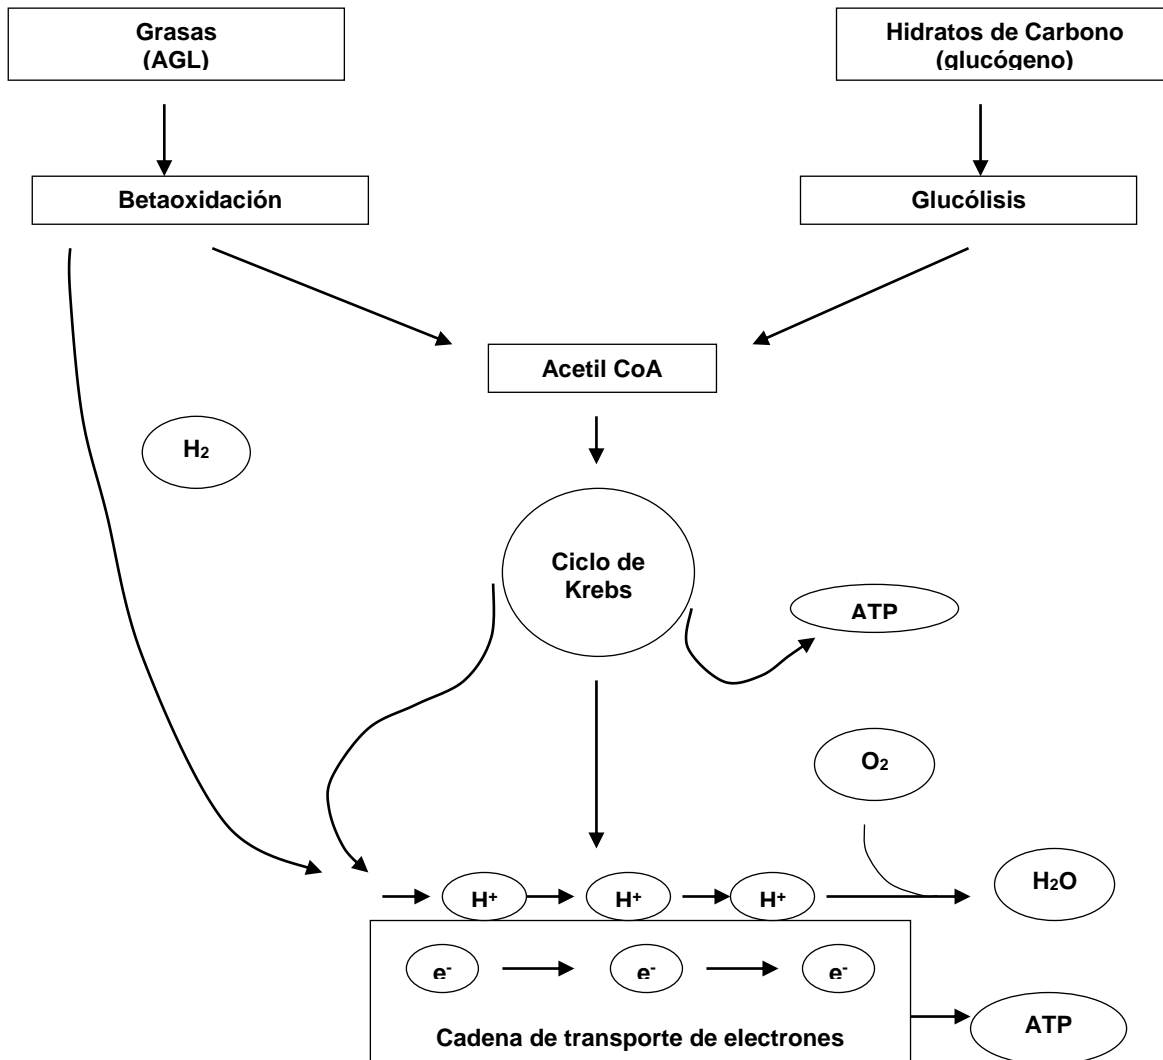 Grasas
(AGL)
Hidratos de Carbono
(glucógeno)
Betaoxidación
Glucólisis
Acetil CoA
H₂
Ciclo de
Krebs
ATP
O₂
H⁺ H⁺ H⁺
H₂O
e⁻ e⁻ e⁻
Cadena de transporte de electrones
ATP